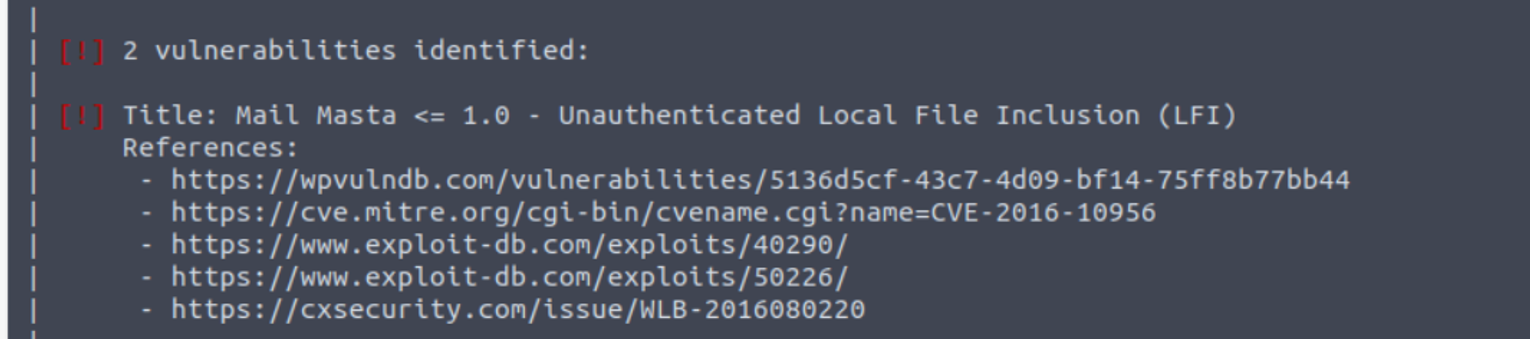 |
| [!] 2 vulnerabilities identified:
|
| [!] Title: Mail Masta <= 1.0 - Unauthenticated Local File Inclusion (LFI)
|     References:
|      - https://wpvulndb.com/vulnerabilities/5136d5cf-43c7-4d09-bf14-75ff8b77bb44
|      - https://cve.mitre.org/cgi-bin/cvename.cgi?name=CVE-2016-10956
|      - https://www.exploit-db.com/exploits/40290/
|      - https://www.exploit-db.com/exploits/50226/
|      - https://cxsecurity.com/issue/WLB-2016080220
|